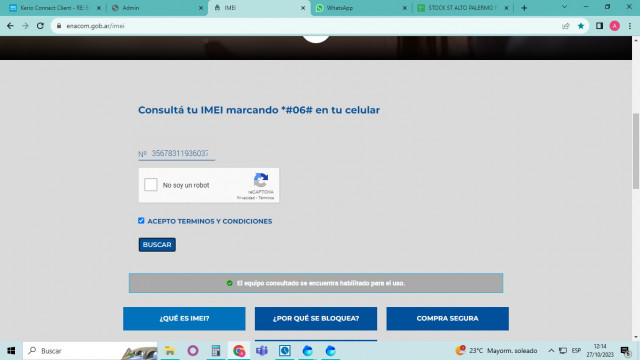 Kerio Connect Client - RE: E
Admin
IMEI
WhatsApp
STOCK ST ALTO PALERMO
enacom.gob.ar/imei
A
Consultá tu IMEI marcando *#06# en tu celular
Nº 35678311936037
No soy un robot
reCAPTCHA
Privacidad - Términos
ACEPTO TERMINOS Y CONDICIONES
BUSCAR
El equipo consultado se encuentra habilitado para el uso.
¿QUÉ ES IMEI?
¿POR QUÉ SE BLOQUEA?
COMPRA SEGURA
Buscar
23°C Mayorm. soleado
ESP
12:14
27/10/2023